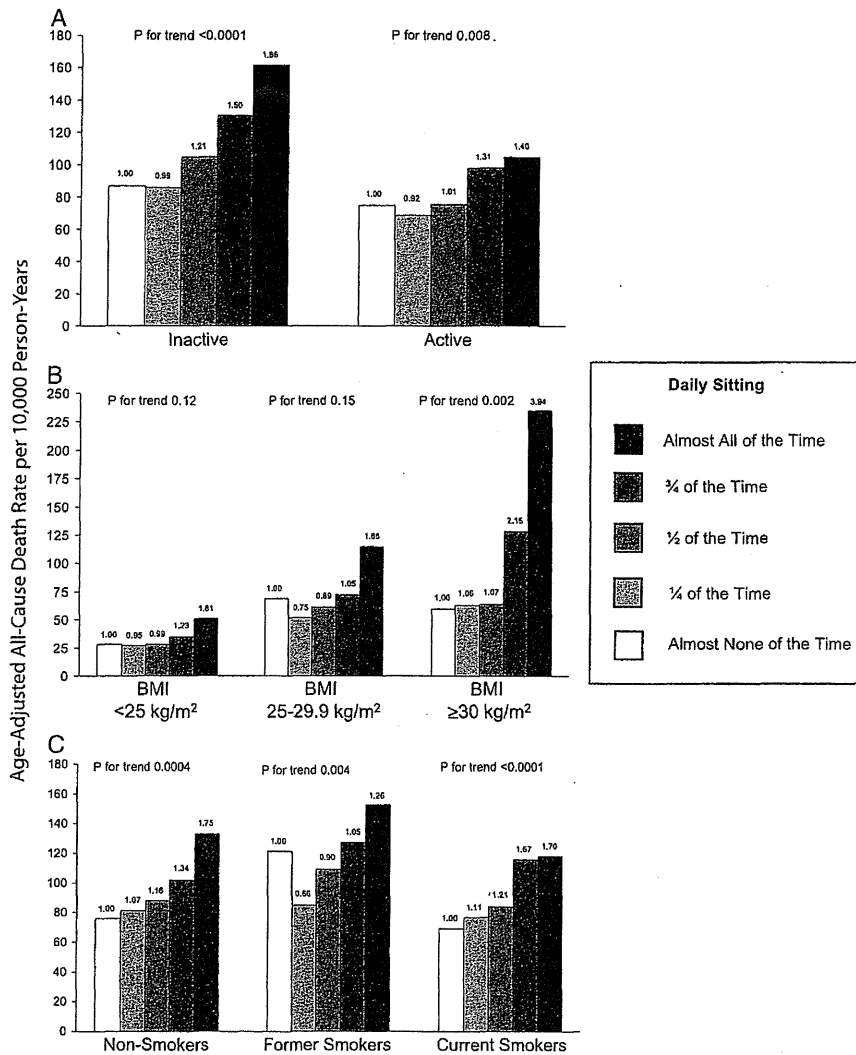 Age-Adjusted All-Cause Death Rate per 10,000 Person-Years
A
P for trend <0.0001
P for trend 0.008
180
160
140
120
100
80
60
40
20
0
1.00
0.99
1.21
1.50
1.86
1.00
0.92
1.01
1.31
1.40
Inactive
Active
B
P for trend 0.12
P for trend 0.15
P for trend 0.002
250
225
200
175
150
125
100
75
50
25
0
1.00
0.95
0.99
1.23
1.61
1.00
0.75
0.89
1.05
1.00
1.06
1.07
2.15
3.94
BMI
<25 kg/m²
BMI
25-29.9 kg/m²
BMI
≥30 kg/m²
Daily Sitting
Almost All of the Time
¾ of the Time
½ of the Time
¼ of the Time
Almost None of the Time
C
P for trend 0.0004
P for trend 0.004
P for trend <0.0001
180
160
140
120
100
80
60
40
20
0
1.00
1.07
1.16
1.34
1.75
1.00
0.90
1.05
1.26
1.00
1.11
1.21
1.67
1.70
Non-Smokers
Former Smokers
Current Smokers